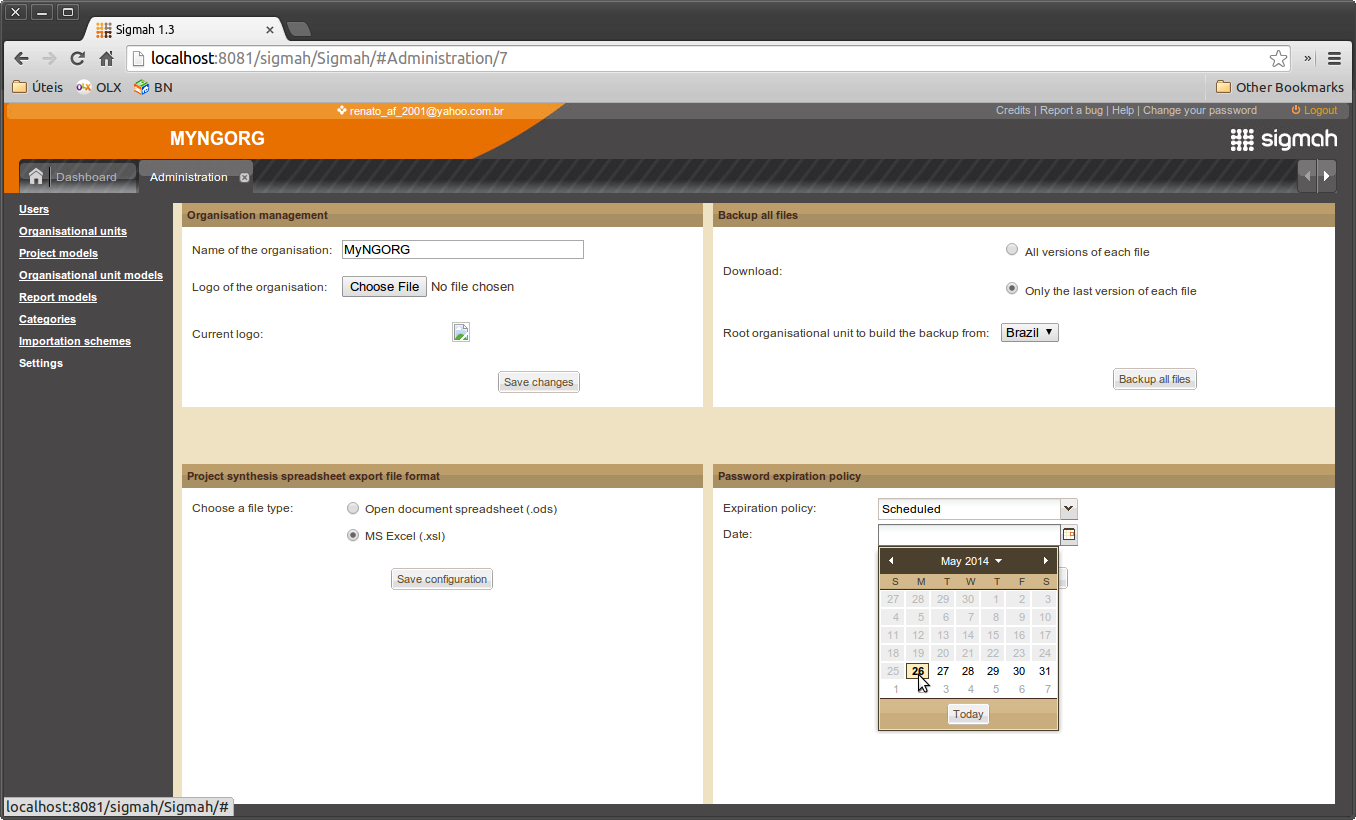 Sigmah 1.3
localhost:8081/sigmah/Sigmah/#Administration/7
Úteis OLX BN Other Bookmarks
renato_af_2001@yahoo.com.br Credits | Report a bug | Help | Change your password Logout
MYNGORG sigmah
Dashboard Administration
Users
Organisational units
Project models
Organisational unit models
Report models
Categories
Importation schemes
Settings
Organisation management
Name of the organisation: MyNGORG
Logo of the organisation: Choose File No file chosen
Current logo:
Save changes
Backup all files
All versions of each file
Download:
Only the last version of each file
Root organisational unit to build the backup from: Brazil
Backup all files
Project synthesis spreadsheet export file format
Choose a file type: Open document spreadsheet (.ods)
MS Excel (.xsl)
Save configuration
Password expiration policy
Expiration policy: Scheduled
Date:
May 2014
S M T W T F S
27 28 29 30 1 2 3
4 5 6 7 8 9 10
11 12 13 14 15 16 17
18 19 20 21 22 23 24
25 26 27 28 29 30 31
1 3 4 5 6 7
Today
localhost:8081/sigmah/Sigmah/#